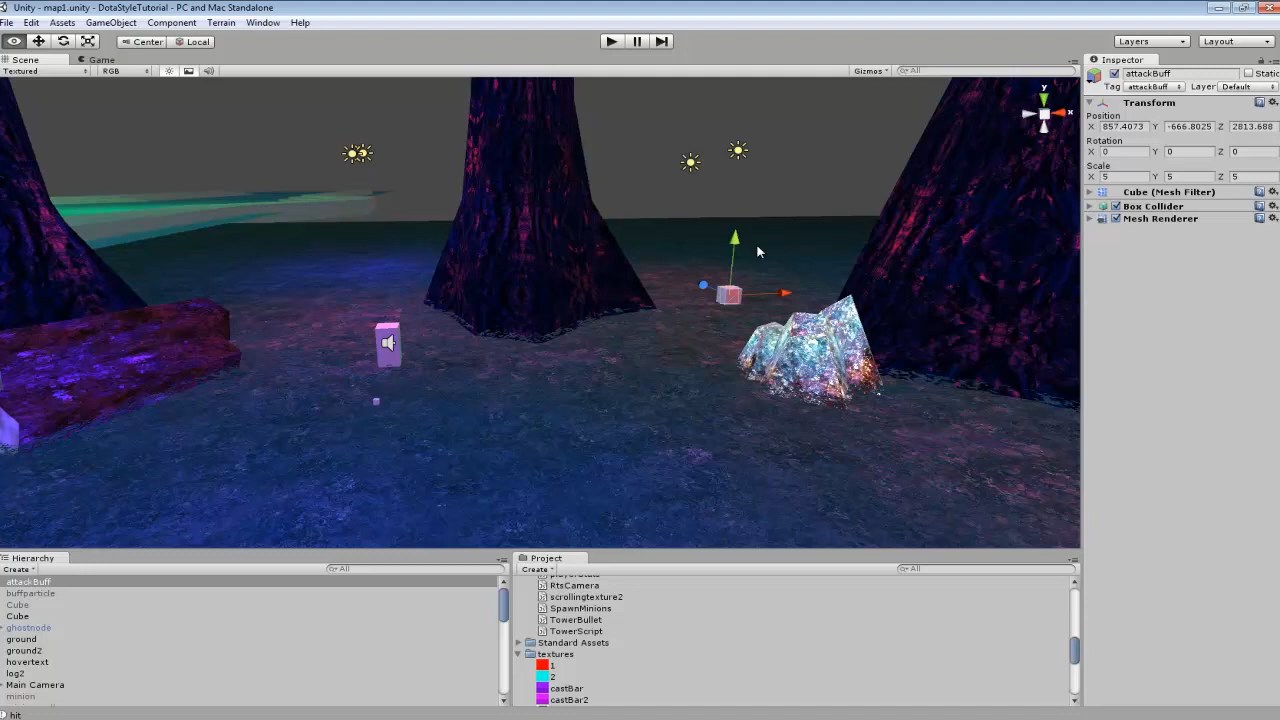 Unity - map1.unity - DotaStyleTutorial - PC and Mac Standalone
File Edit Assets GameObject Component Terrain Window Help
Center Local Layers Layout
Scene Game Inspector
Textured RGB Gizmos All
attackBuff Static
Tag attackBuff Layer Default
Transform
Position
X 857.4073 Y -666.8025 Z 2813.688
Rotation
X 0 Y 0 Z 0
Scale
X 5 Y 5 Z 5
Cube (Mesh Filter)
Box Collider
Mesh Renderer
y
x
Hierarchy
Create All
attackBuff
buffparticle
Cube
Cube
ghostnode
ground
ground2
hovertext
log2
Main Camera
minion
Project
Create All
RtsCamera
scrollingtexture2
SpawnMinions
TowerBullet
TowerScript
Standard Assets
textures
1
2
castBar
castBar2
hit